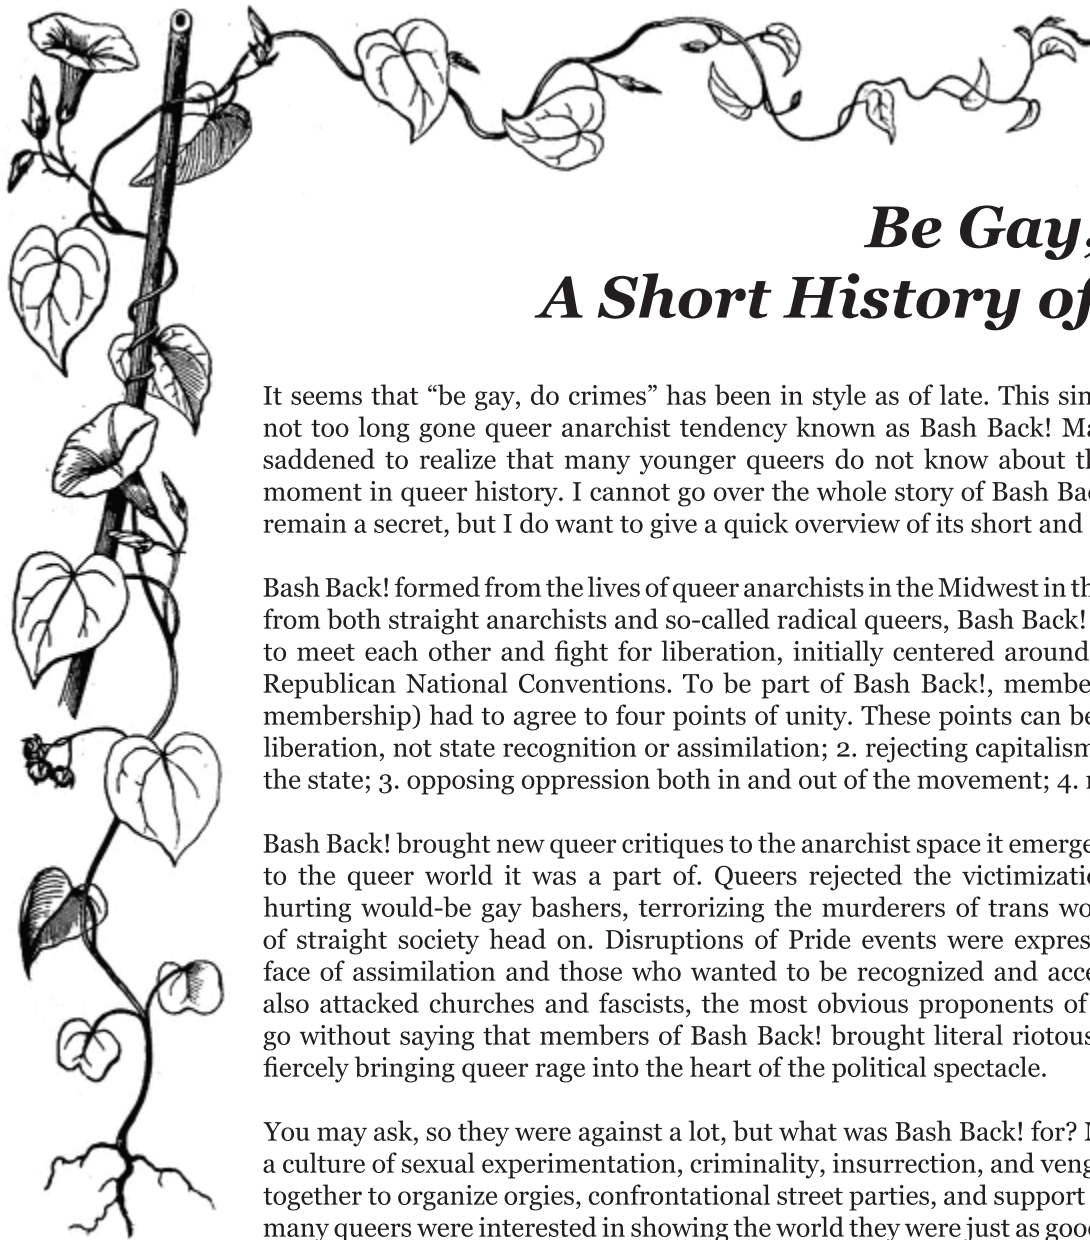 Be Gay,
A Short History of
It seems that “be gay, do crimes” has been in style as of late. This
not too long gone queer anarchist tendency known as Bash Back!
saddened to realize that many younger queers do not know about
moment in queer history. I cannot go over the whole story of Bash
remain a secret, but I do want to give a quick overview of its short and
Bash Back! formed from the lives of queer anarchists in the Midwest in
from both straight anarchists and so-called radical queers, Bash Back!
to meet each other and fight for liberation, initially centered around
Republican National Conventions. To be part of Bash Back!,
membership) had to agree to four points of unity. These points can
liberation, not state recognition or assimilation; 2. rejecting capitalism
the state; 3. opposing oppression both in and out of the movement; 4.
Bash Back! brought new queer critiques to the anarchist space it
to the queer world it was a part of. Queers rejected the
hurting would-be gay bashers, terrorizing the murderers of trans
of straight society head on. Disruptions of Pride events were
face of assimilation and those who wanted to be recognized and
also attacked churches and fascists, the most obvious proponents of
go without saying that members of Bash Back! brought literal riotous
fiercely bringing queer rage into the heart of the political spectacle.
You may ask, so they were against a lot, but what was Bash Back! for?
a culture of sexual experimentation, criminality, insurrection, and
together to organize orgies, confrontational street parties, and support
many queers were interested in showing the world they were just as good